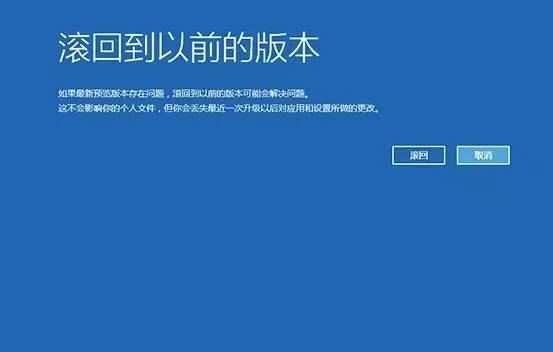 滚回到以前的版本
如果最新预览版本存在问题，滚回到以前的版本可能会解决问题。
这不会影响你的个人文件，但你会丢失最近一次升级以后对应用和设置所做的更改。
滚回
取消